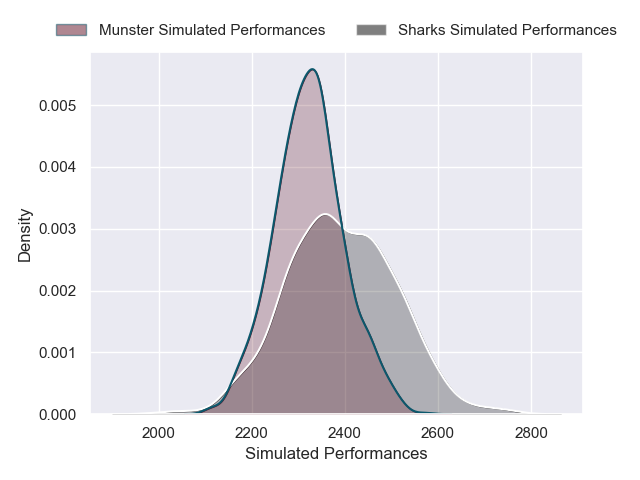 Munster Simulated Performances Sharks Simulated Performances
Density
0.005
0.004
0.003
0.002
0.001
0.000
2000 2200 2400 2600 2800
Simulated Performances